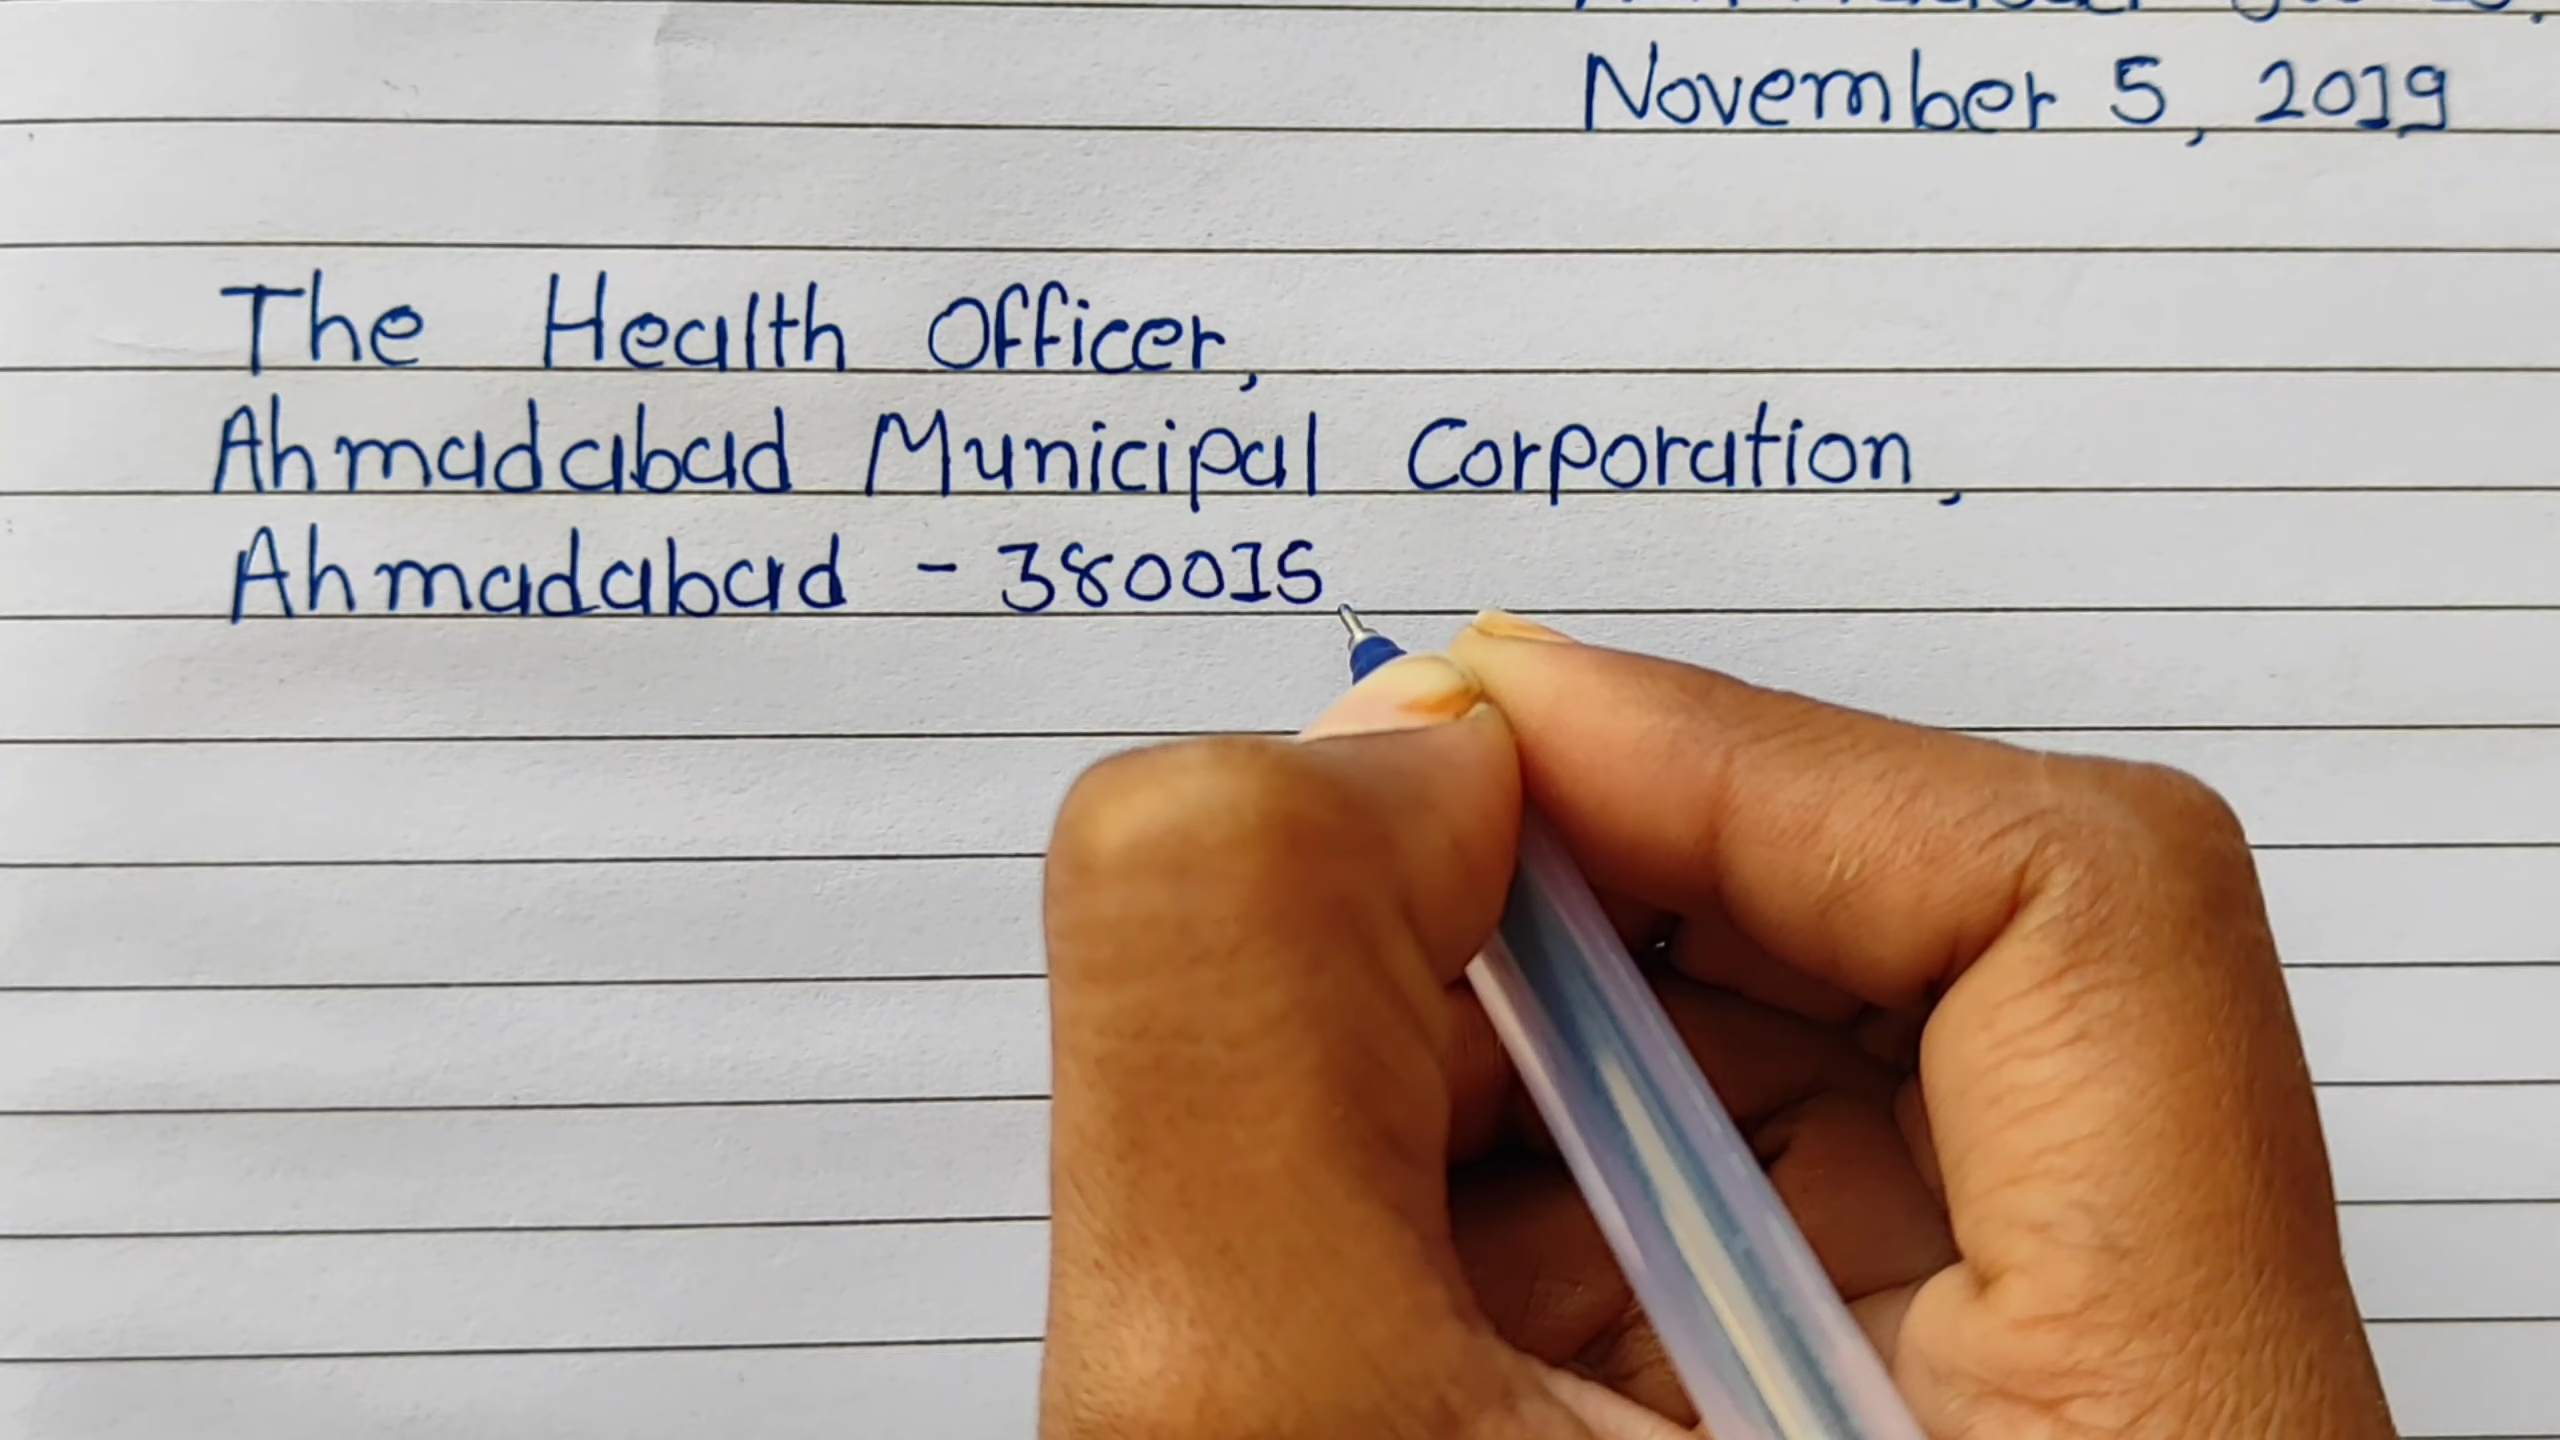 November 5, 2019
The Health Officer,
Ahmadabad Municipal Corporation,
Ahmadabad - 380015